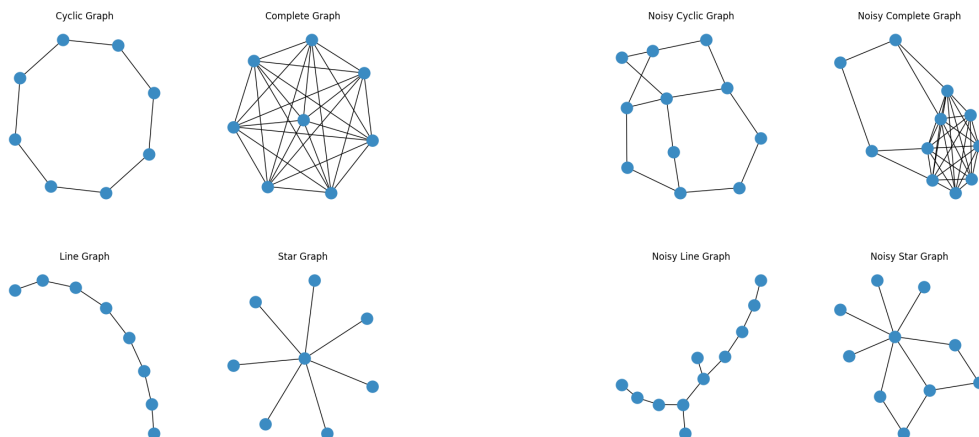 Cyclic Graph
Complete Graph
Noisy Cyclic Graph
Noisy Complete Graph
Line Graph
Star Graph
Noisy Line Graph
Noisy Star Graph